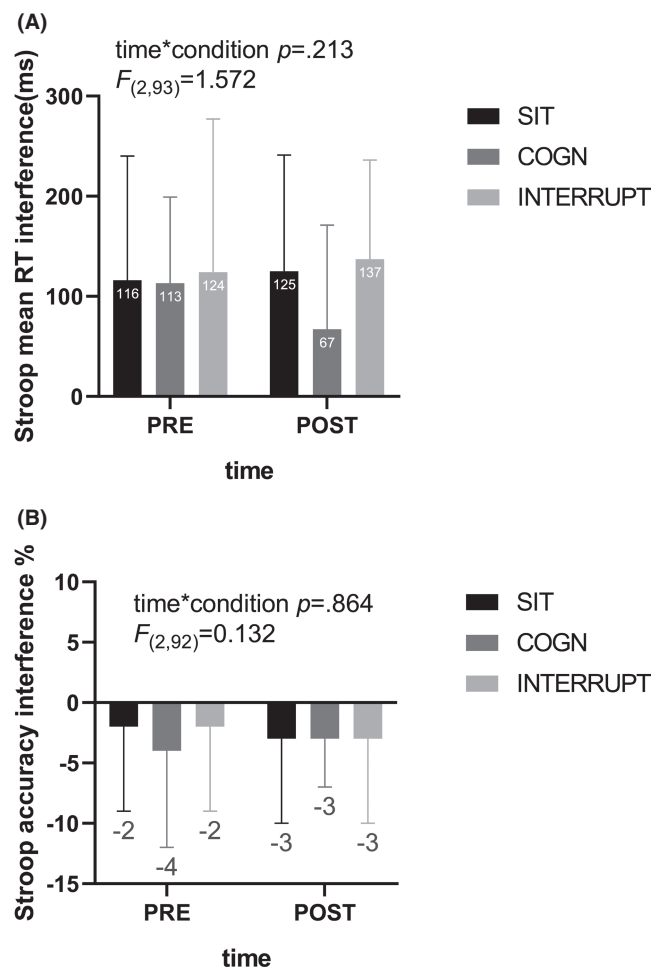 (A)
time*condition p=.213
F(2,93)=1.572
Stroop mean RT interference(ms)
300
200
100
0
116
113
124
125
67
137
PRE
POST
time
SIT
COGN
INTERRUPT
(B)
time*condition p=.864
F(2,92)=0.132
Stroop accuracy interference %
10
5
0
-5
-10
-15
-2
-4
-2
-3
-3
-3
PRE
POST
time
SIT
COGN
INTERRUPT